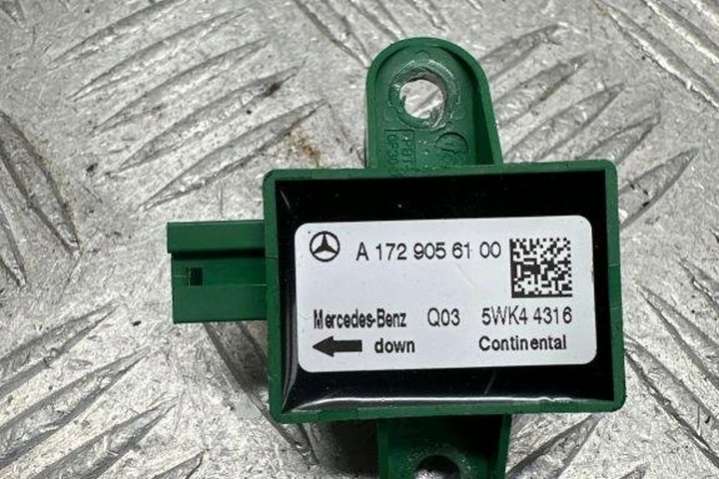 A 172 905 61 00
Mercedes-Benz Q03 5WK4 4316
down Continental